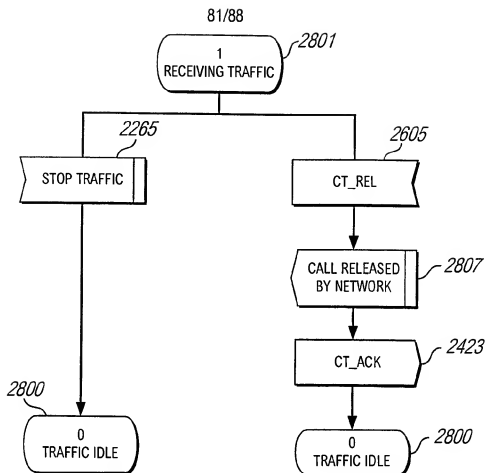 81/88
1
RECEIVING TRAFFIC
2801
2265
STOP TRAFFIC
2605
CT_REL
CALL RELEASED
BY NETWORK
2807
CT_ACK
2423
2800
0
TRAFFIC IDLE
0
TRAFFIC IDLE
2800